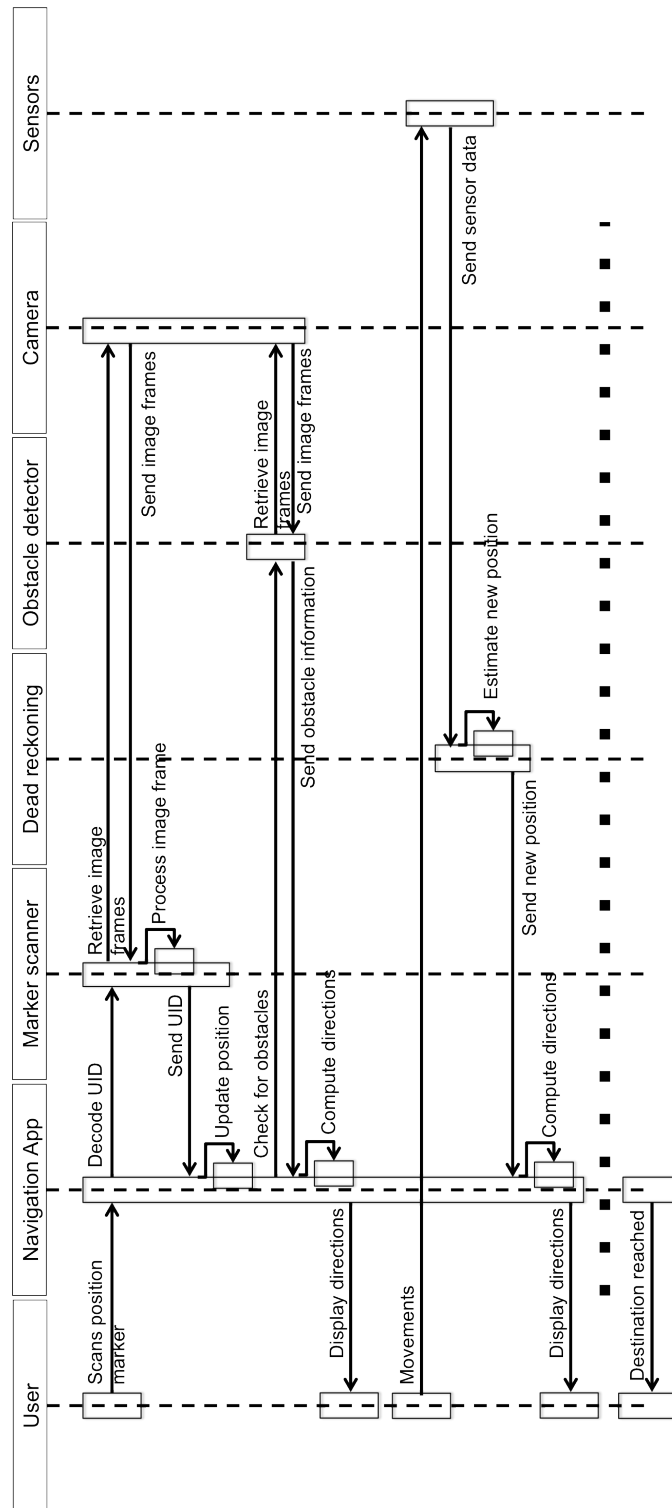 User
Navigation App
Marker scanner
Dead reckoning
Obstacle detector
Camera
Sensors
Scans position
marker
Decode UID
Retrieve image
frames
Send image frames
Process image frame
Send UID
Update position
Check for obstacles
Retrieve image
frames
Send image frames
Send obstacle information
Compute directions
Display directions
Movements
Send sensor data
Estimate new position
Send new position
Compute directions
Display directions
Destination reached